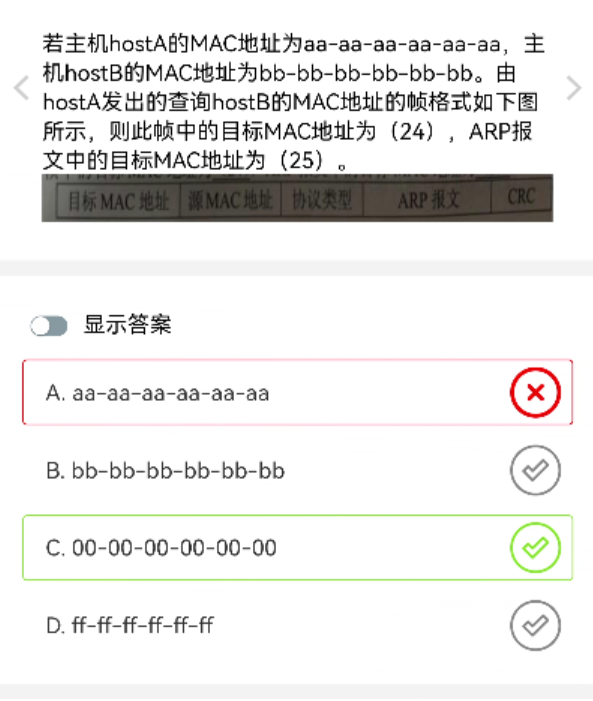 若主机hostA的MAC地址为aa-aa-aa-aa-aa-aa，主
机hostB的MAC地址为bb-bb-bb-bb-bb-bb。由
hostA发出的查询hostB的MAC地址的帧格式如下图
所示，则此帧中的目标MAC地址为（24），ARP报
文中的目标MAC地址为（25）。
目标 MAC 地址 源MAC地址 协议类型 ARP 报文 CRC
显示答案
A. aa-aa-aa-aa-aa-aa
B. bb-bb-bb-bb-bb-bb
C. 00-00-00-00-00-00
D. ff-ff-ff-ff-ff-ff